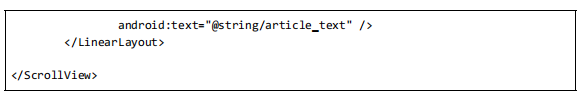 android:text="@string/article_text" />
</LinearLayout>
</ScrollView>